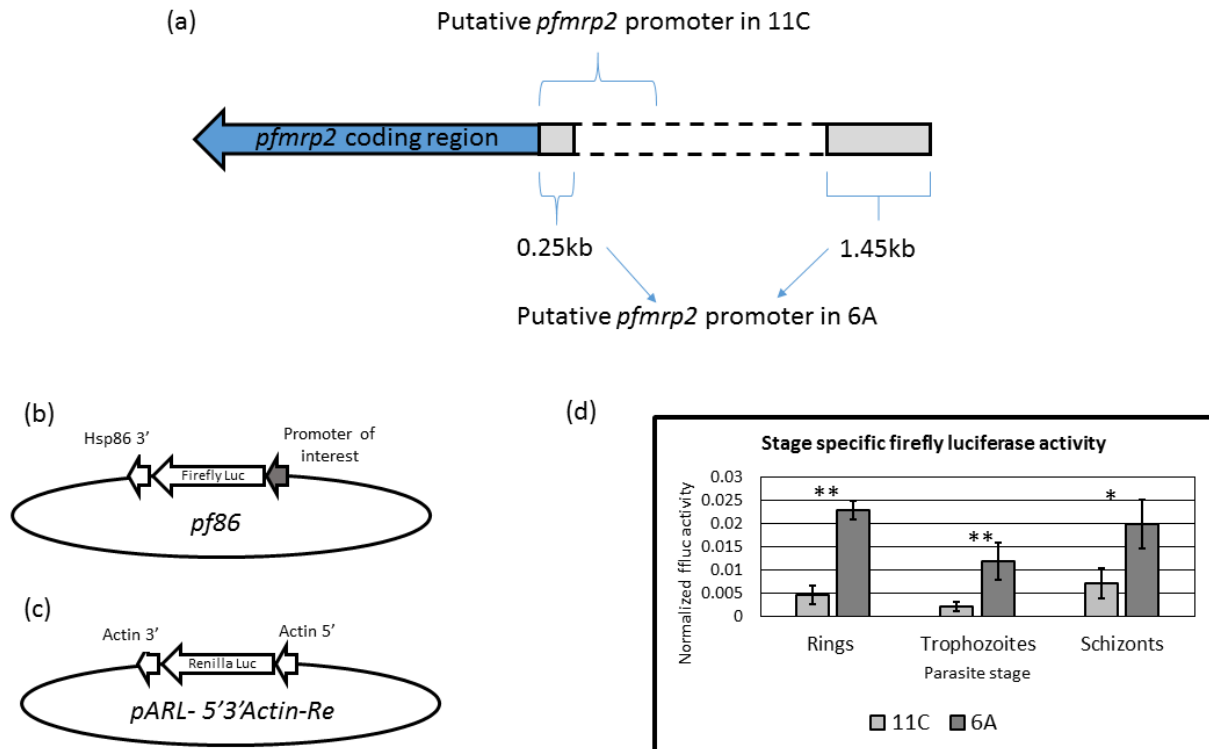 (a)
Putative pfmrp2 promoter in 11C
pfmrp2 coding region
0.25kb
1.45kb
Putative pfmrp2 promoter in 6A
(b)
Hsp86 3’
Firefly Luc
Promoter of
interest
pf86
(c)
Actin 3’
Renilla Luc
Actin 5’
pARL- 5’3’Actin-Re
(d)
Stage specific firefly luciferase activity
Normalized ffluc activity
0.03
0.025
0.02
0.015
0.01
0.005
0
**
**
*
Rings
Trophozoites
Schizonts
Parasite stage
11C
6A